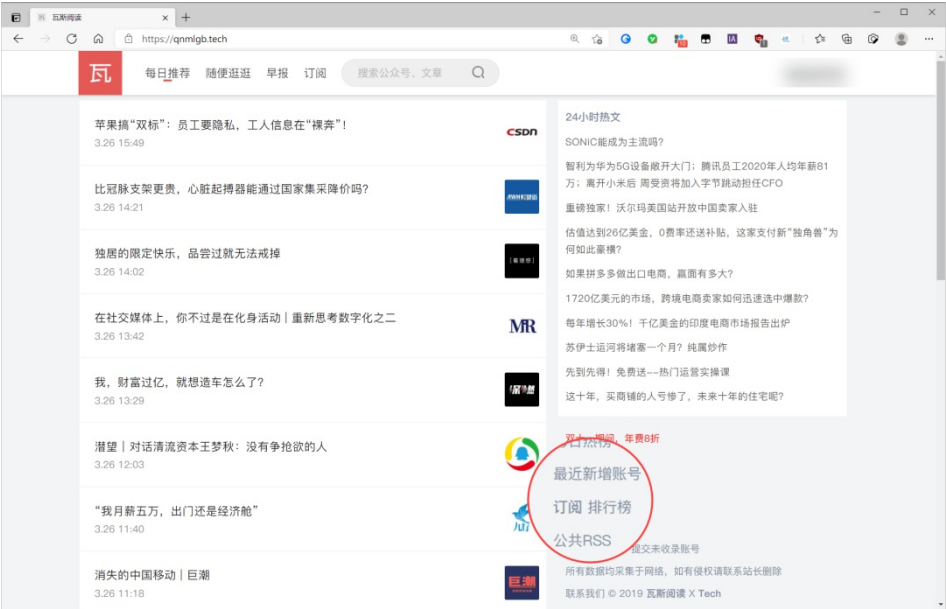 瓦斯阅读
https://qnmlgb.tech
瓦
每日推荐 随便逛逛 早报 订阅
搜索公众号、文章
苹果搞“双标”：员工要隐私，工人信息在“裸奔”！
3.26 15:49
CSDN
比冠脉支架更贵，心脏起搏器能通过国家集采降价吗？
3.26 14:21
独居的限定快乐，品尝过就无法戒掉
3.26 14:02
在社交媒体上，你不过是在化身活动 | 重新思考数字化之二
3.26 13:42
MR
我，财富过亿，就想造车怎么了？
3.26 13:29
潜望 | 对话清流资本王梦秋：没有争抢欲的人
3.26 12:03
“我月薪五万，出门还是经济舱”
3.26 11:40
消失的中国移动 | 巨潮
3.26 11:18
巨潮
24小时热文
SONiC能成为主流吗？
智利为华为5G设备敞开大门；腾讯员工2020年人均年薪81
万；离开小米后 周受资将加入字节跳动担任CFO
重磅独家！沃尔玛美国站开放中国卖家入驻
估值达到26亿美金，0费率还送补贴，这家支付新“独角兽”为
何如此豪横？
如果拼多多做出口电商，赢面有多大？
1720亿美元的市场，跨境电商卖家如何迅速选中爆款？
每年增长30%！千亿美金的印度电商市场报告出炉
苏伊士运河将堵塞一个月？纯属炒作
先到先得！免费送--热门运营实操课
这十年，买商铺的人亏惨了，未来十年的住宅呢？
期间，年费8折
最近新增账号
订阅 排行榜
公共RSS
提交未收录账号
所有数据均采集于网络，如有侵权请联系站长删除
联系我们 © 2019 瓦斯阅读 X Tech